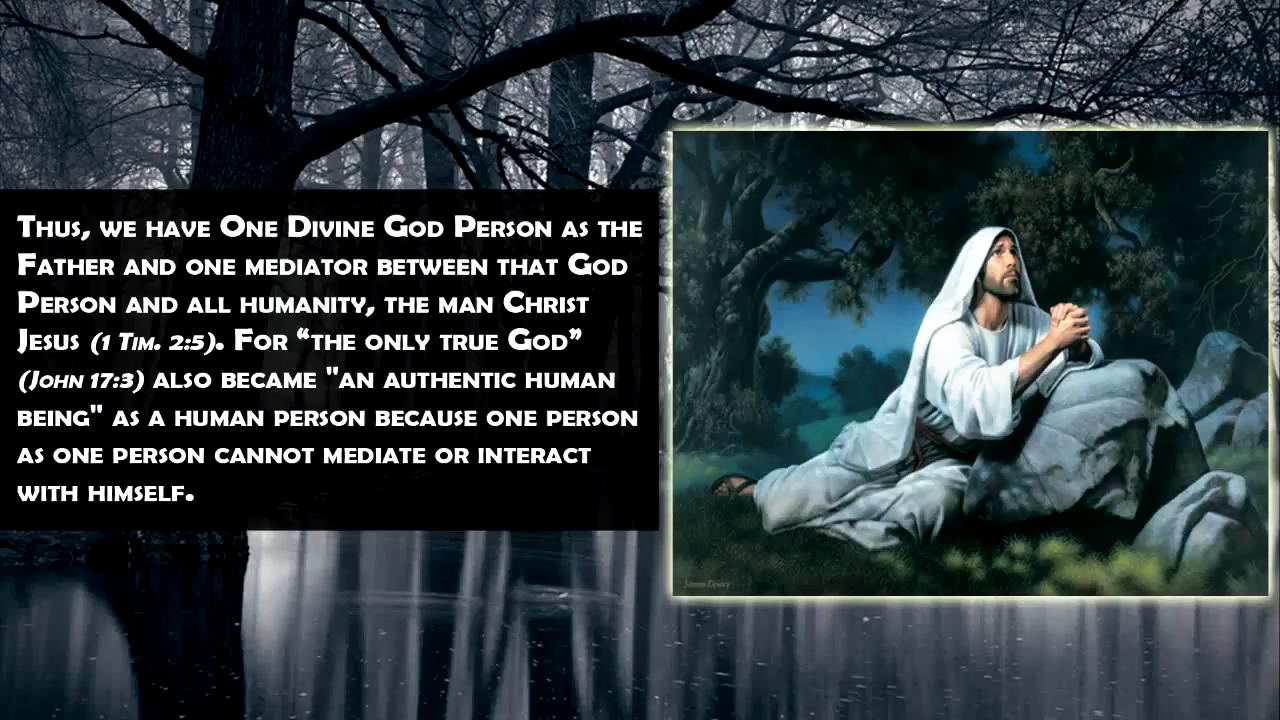 Thus, we have One Divine God Person as the
Father and one mediator between that God
Person and all humanity, the man Christ
Jesus (1 Tim. 2:5). For “the only true God”
(John 17:3) also became "an authentic human
being" as a human person because one person
as one person cannot mediate or interact
with himself.